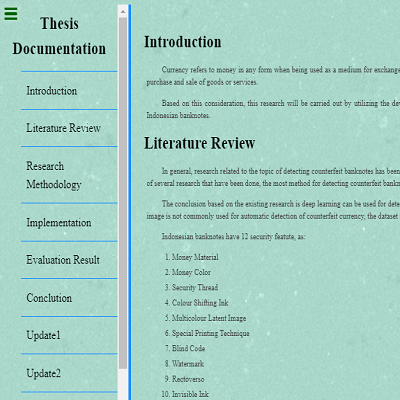 Thesis
Documentation
Introduction
Literature Review
Research
Methodology
Implementation
Evaluation Result
Conclution
Update1
Update2
Introduction
Currency refers to money in any form when being used as a medium for exchange
purchase and sale of goods or services.
Based on this consideration, this research will be carried out by utilizing the de
Indonesian banknotes.
Literature Review
In general, research related to the topic of detecting counterfeit banknotes has been
of several research that have been done, the most method for detecting counterfeit bankn
The conclusion based on the existing research is deep learning can be used for dete
image is not commonly used for automatic detection of counterfeit currency, the dataset
Indonesian banknotes have 12 security featute, as:
1. Money Material
2. Money Color
3. Security Thread
4. Colour Shifting Ink
5. Multicolour Latent Image
6. Special Printing Technique
7. Blind Code
8. Watermark
9. Rectoverso
10. Invisible Ink